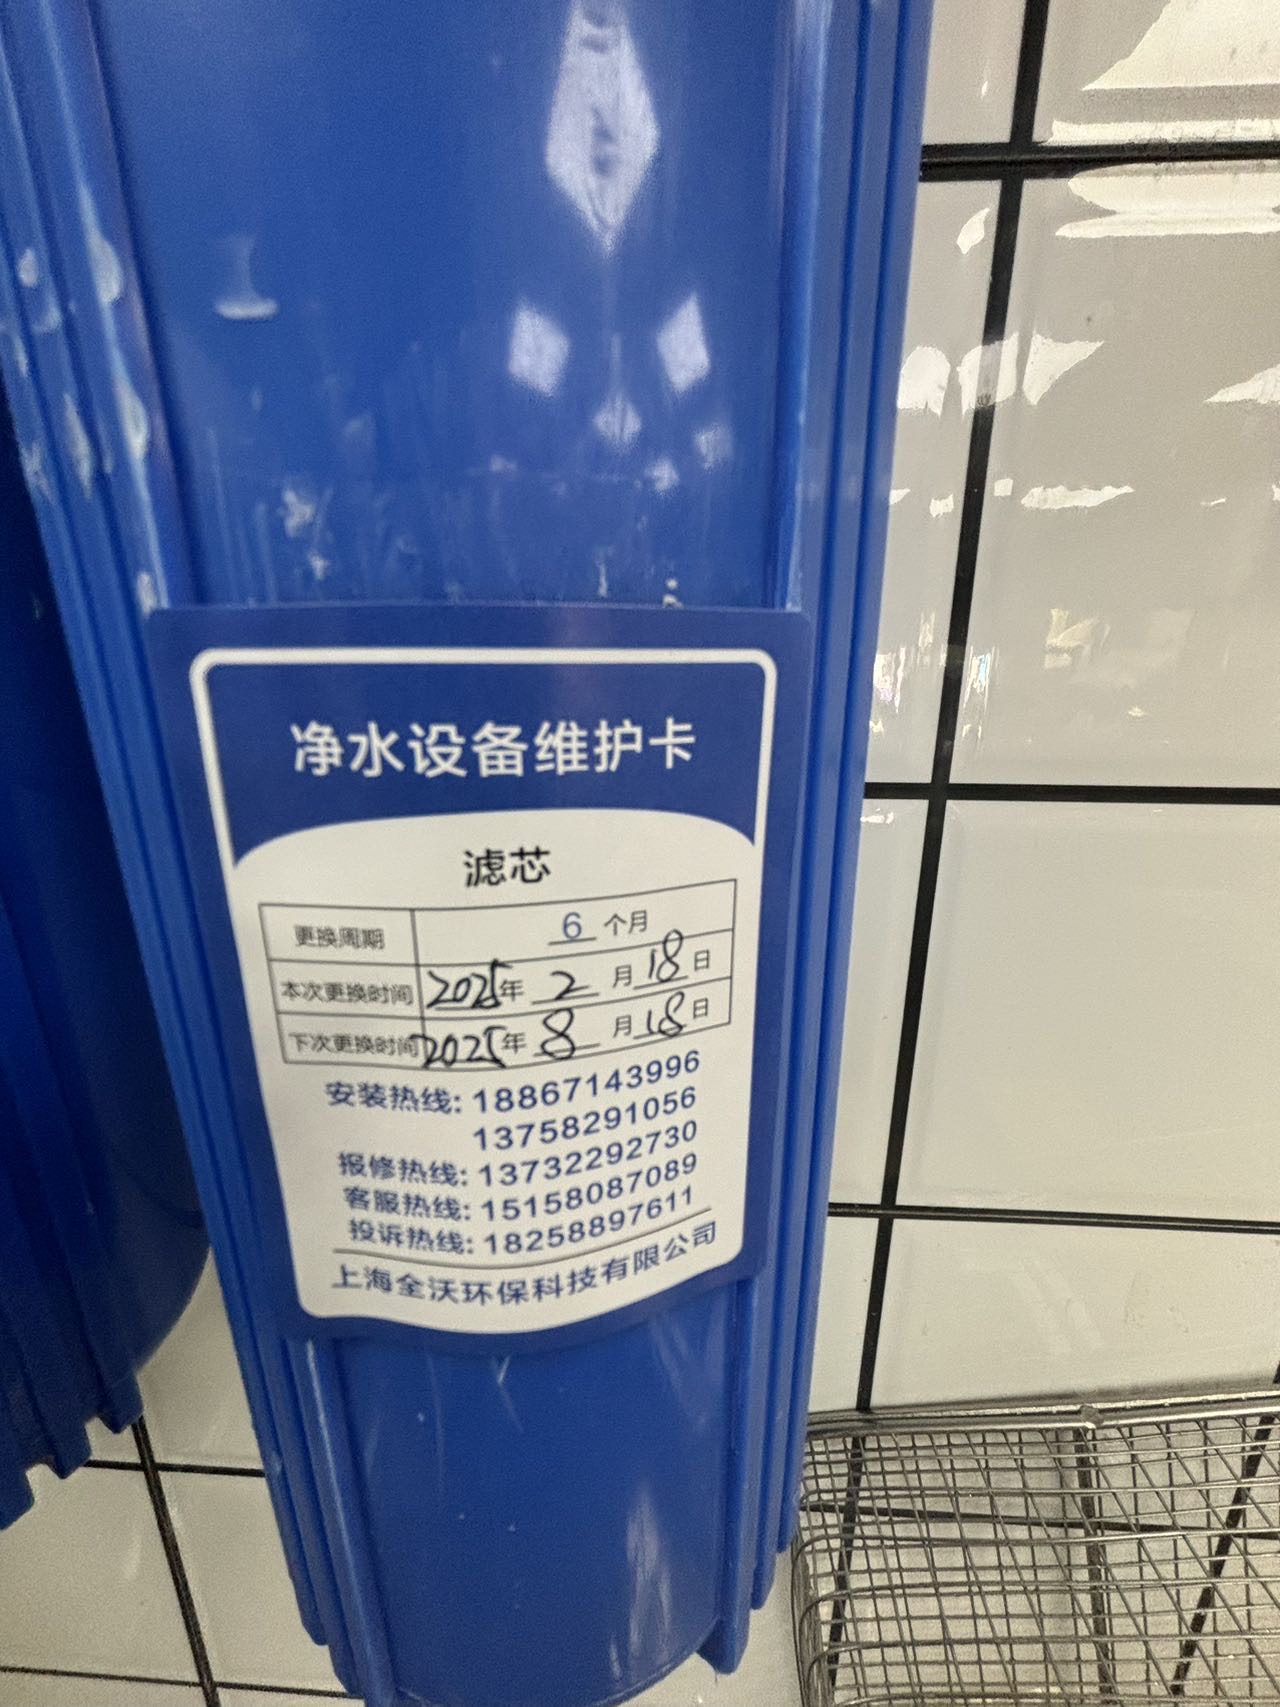 净水设备维护卡
滤芯
更换周期 6 个月
本次更换时间 2025年 2 月 18 日
下次更换时间 2025年 8 月 18 日
安装热线: 18867143996
13758291056
报修热线: 13732292730
客服热线: 15158087089
投诉热线: 18258897611
上海全沃环保科技有限公司